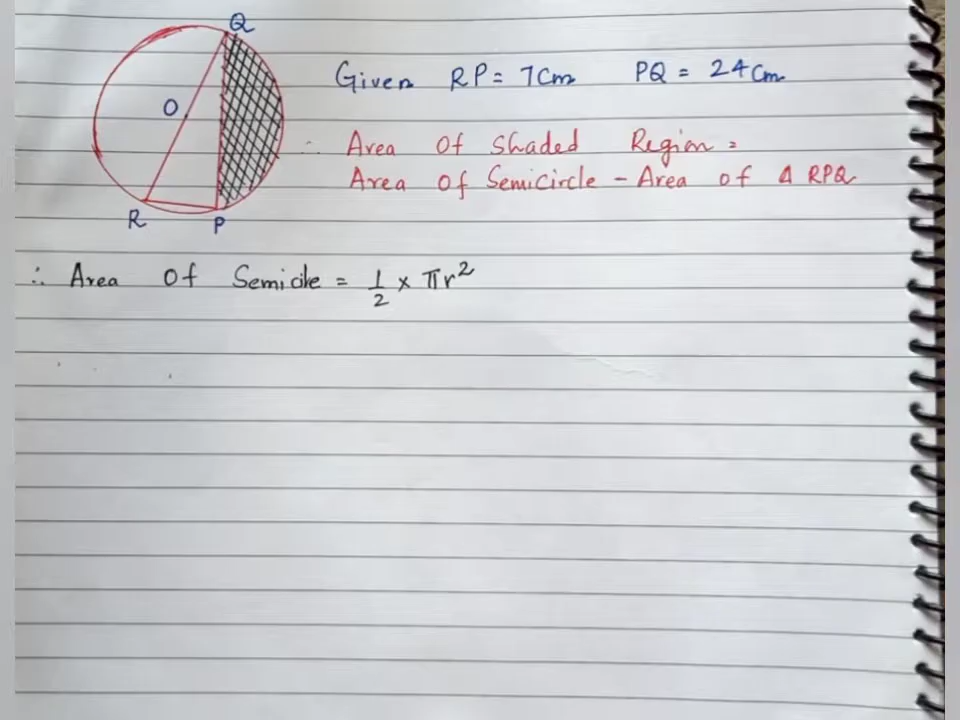 Q
O
R
P
Given RP = 7cm PQ = 24cm
∴ Area Of Shaded Region =
Area Of Semicircle - Area of Δ RPQ
∴ Area Of Semicile = 1/2 × πr²